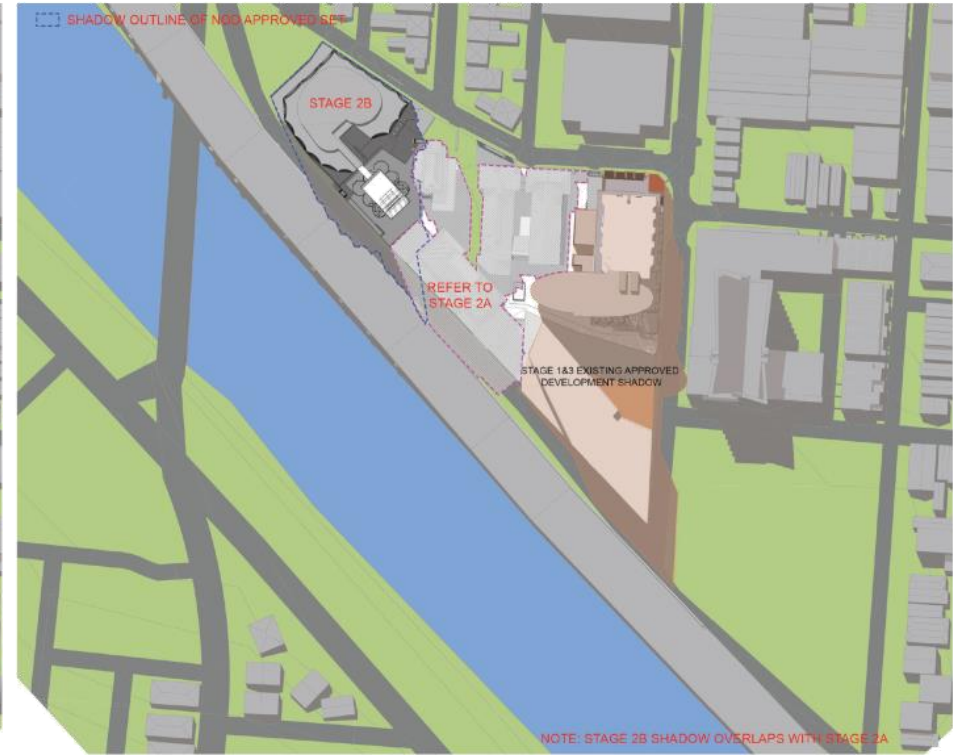 SHADOW OUTLINE OF NOD APPROVED SET
STAGE 2B
REFER TO
STAGE 2A
STAGE 1&3 EXISTING APPROVED
DEVELOPMENT SHADOW
NOTE: STAGE 2B SHADOW OVERLAPS WITH STAGE 2A